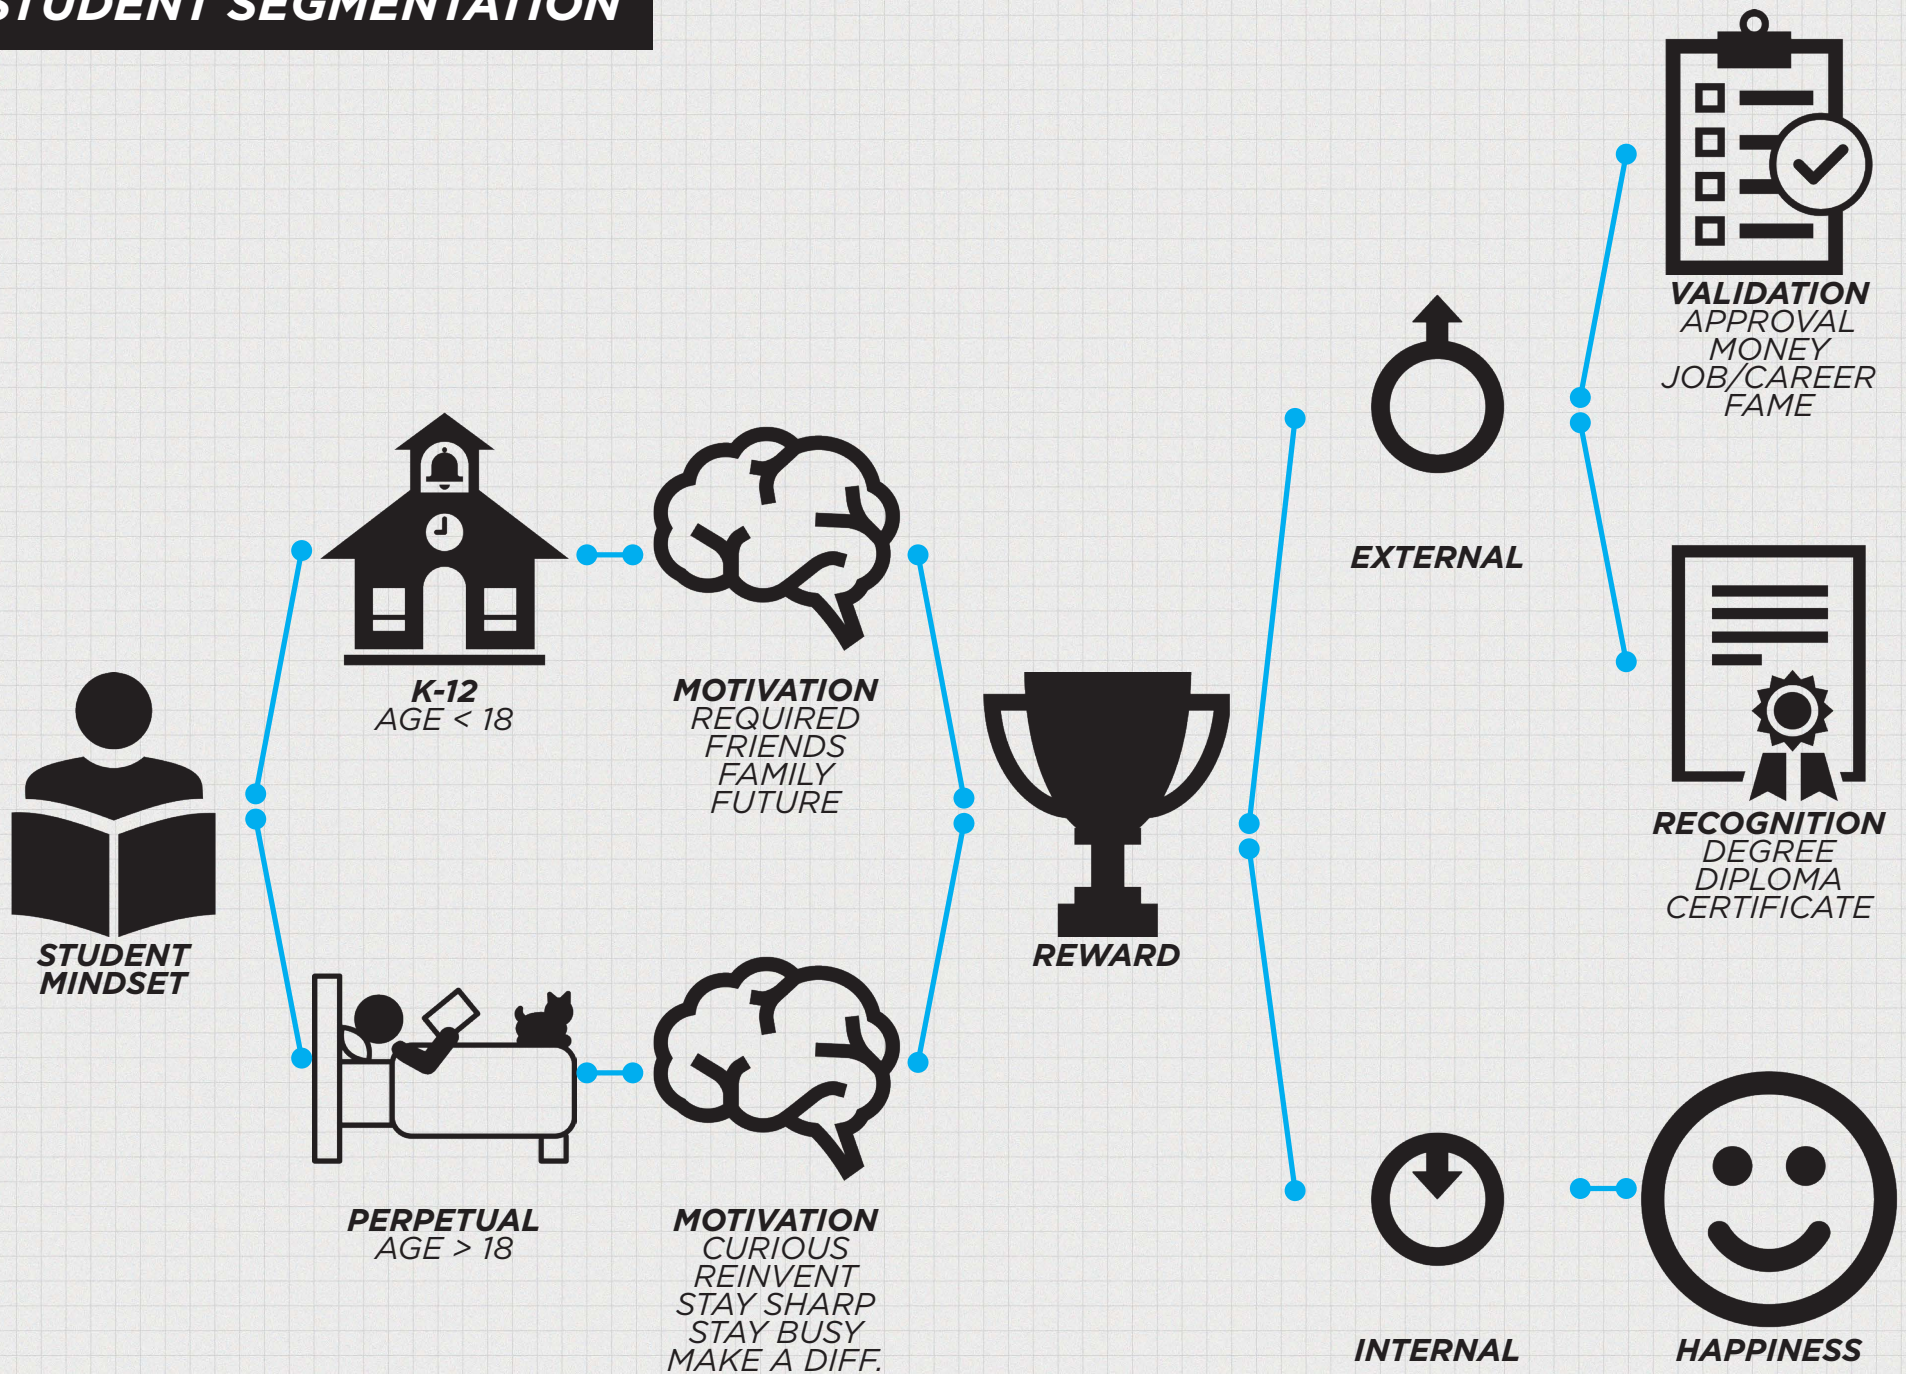 STUDENT SEGMENTATION
STUDENT
MINDSET
K-12
AGE < 18
MOTIVATION
REQUIRED
FRIENDS
FAMILY
FUTURE
PERPETUAL
AGE > 18
MOTIVATION
CURIOUS
REINVENT
STAY SHARP
STAY BUSY
MAKE A DIFF.
REWARD
EXTERNAL
VALIDATION
APPROVAL
MONEY
JOB/CAREER
FAME
RECOGNITION
DEGREE
DIPLOMA
CERTIFICATE
INTERNAL
HAPPINESS